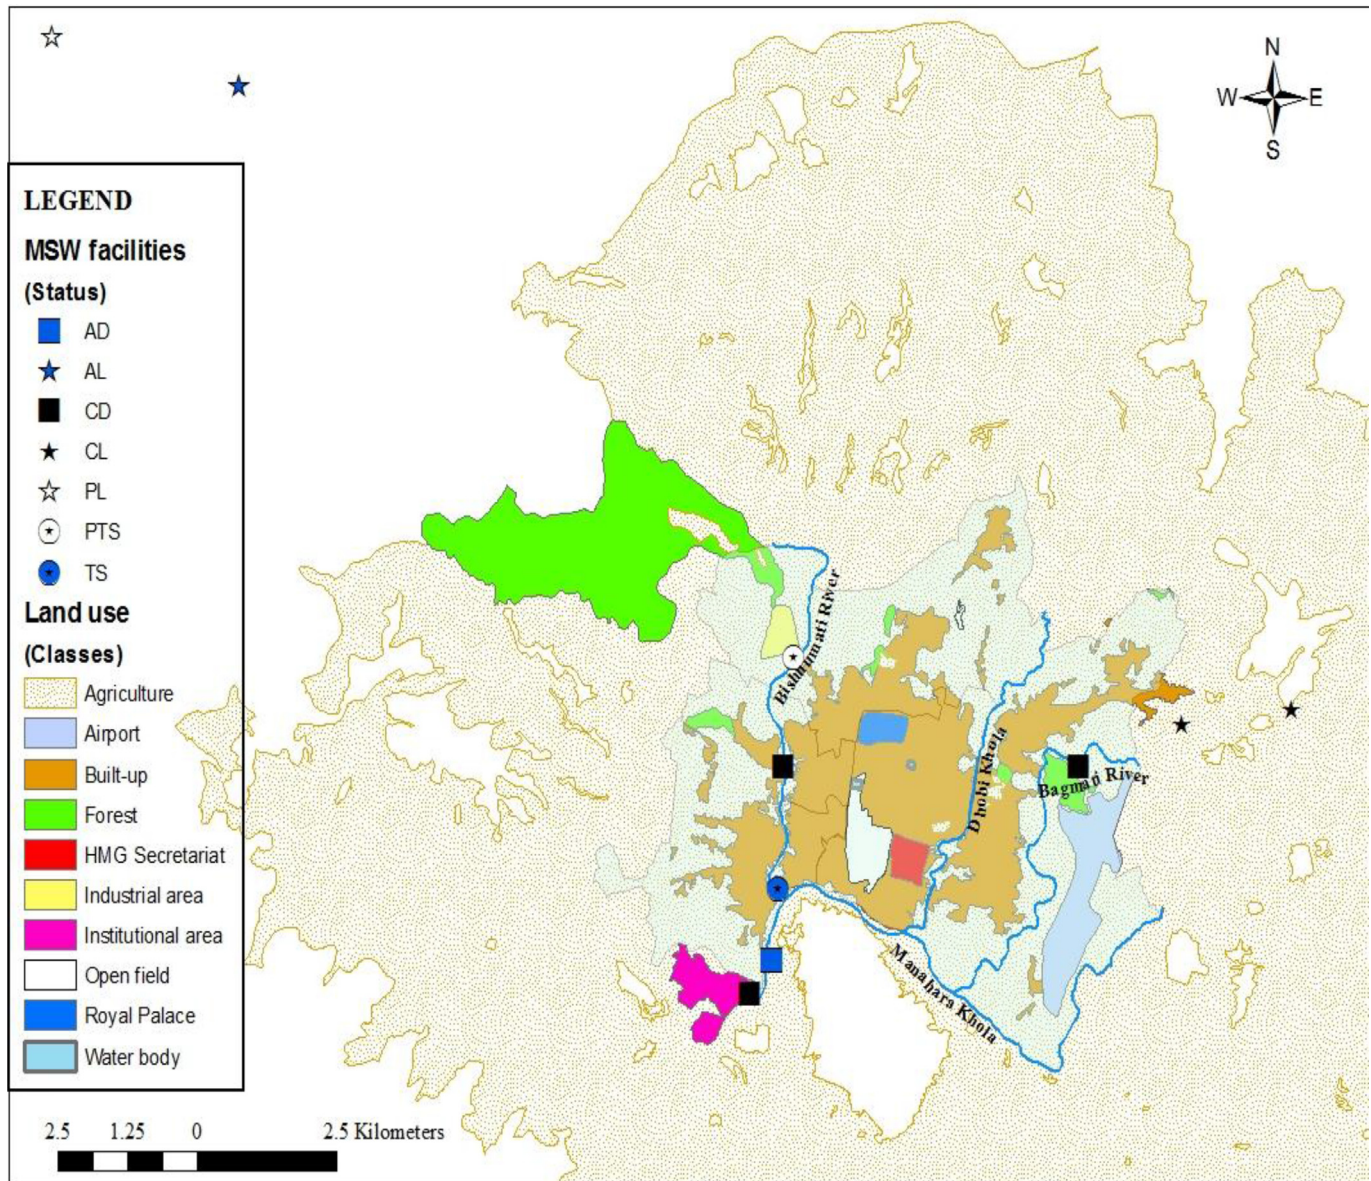 N
W E
S
LEGEND
MSW facilities
(Status)
AD
AL
CD
CL
PL
PTS
TS
Land use
(Classes)
Agriculture
Airport
Built-up
Forest
HMG Secretariat
Industrial area
Institutional area
Open field
Royal Palace
Water body
2.5 1.25 0 2.5 Kilometers
Bishnumati River
Dhobi Khola
Bagmati River
Manahara Khola